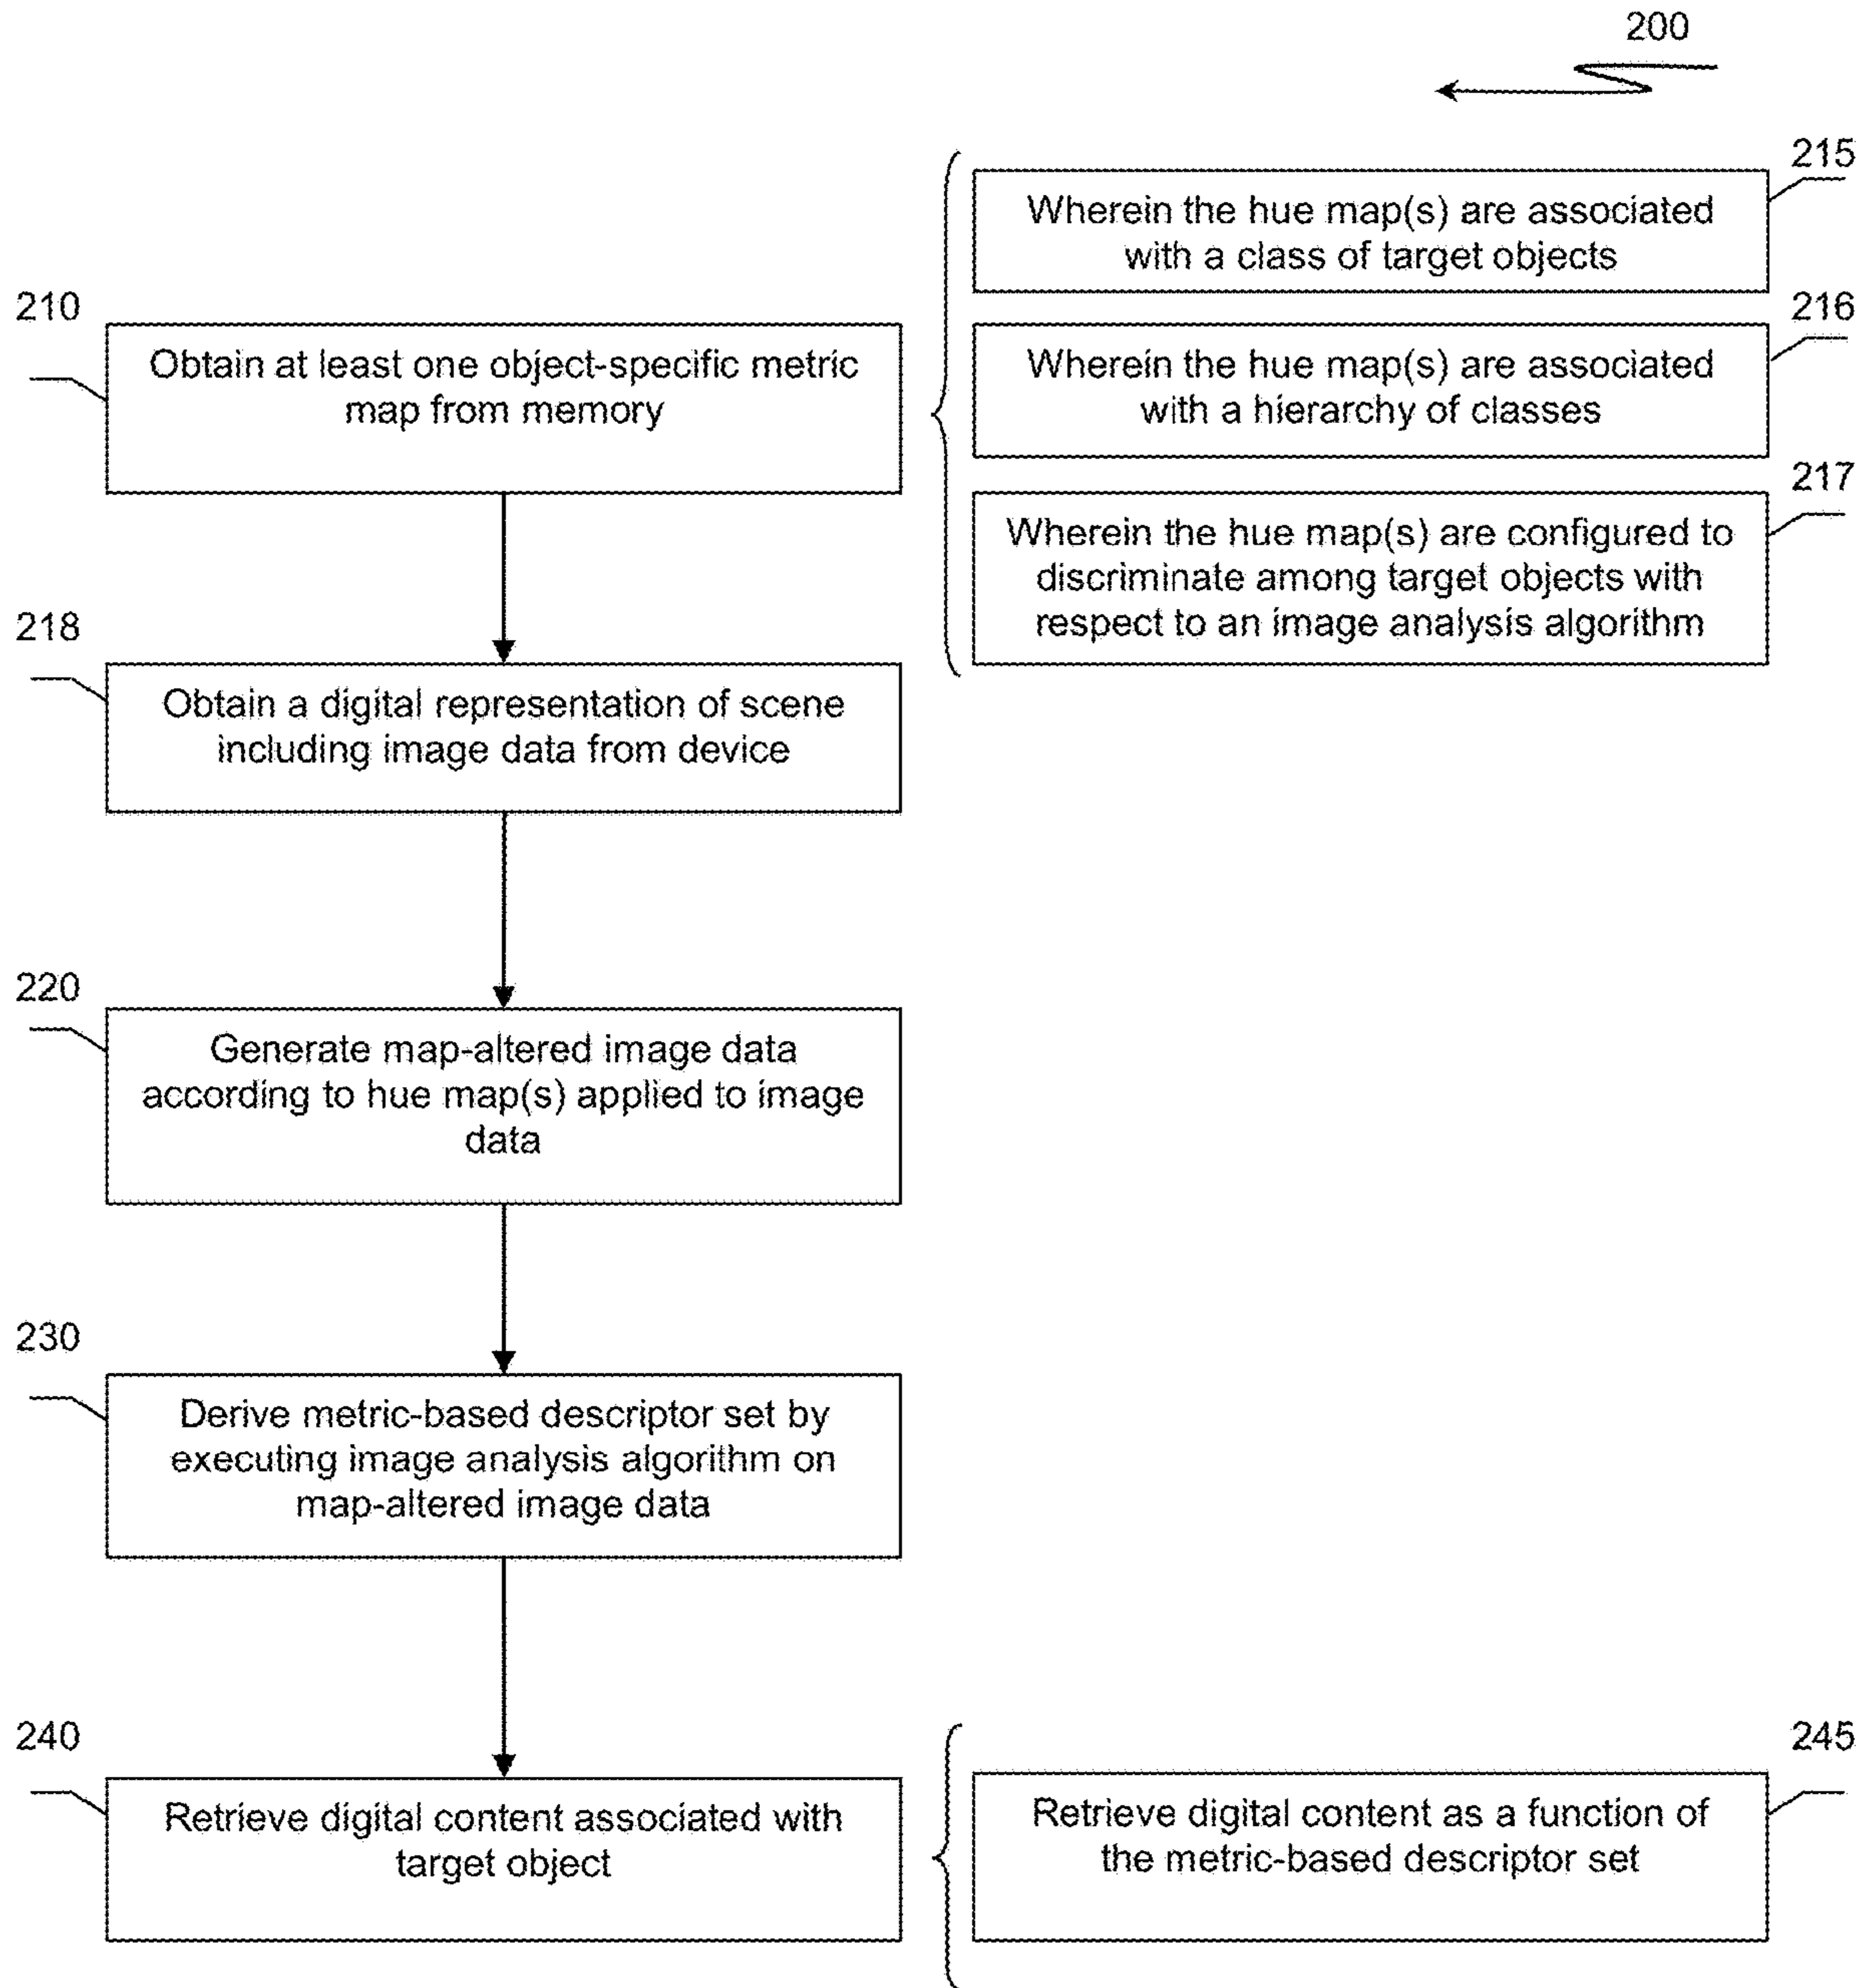 200
215
Wherein the hue map(s) are associated
with a class of target objects
216
Wherein the hue map(s) are associated
with a hierarchy of classes
217
Wherein the hue map(s) are configured to
discriminate among target objects with
respect to an image analysis algorithm
210
Obtain at least one object-specific metric
map from memory
218
Obtain a digital representation of scene
including image data from device
220
Generate map-altered image data
according to hue map(s) applied to image
data
230
Derive metric-based descriptor set by
executing image analysis algorithm on
map-altered image data
240
Retrieve digital content associated with
target object
245
Retrieve digital content as a function of
the metric-based descriptor set